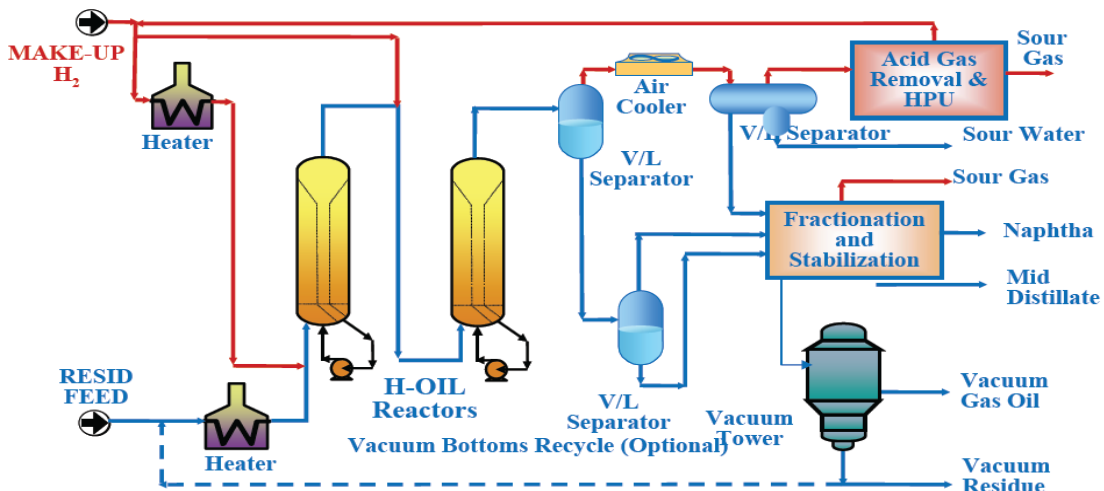 MAKE-UP
H2
Heater
Air
Cooler
Acid Gas
Removal &
HPU
Sour
Gas
V/L Separator
Sour Water
V/L
Separator
Sour Gas
Fractionation
and
Stabilization
Naphtha
Mid
Distillate
RESID
FEED
Heater
H-OIL
Reactors
V/L
Separator
Vacuum
Tower
Vacuum
Gas Oil
Vacuum Bottoms Recycle (Optional)
Vacuum
Residue